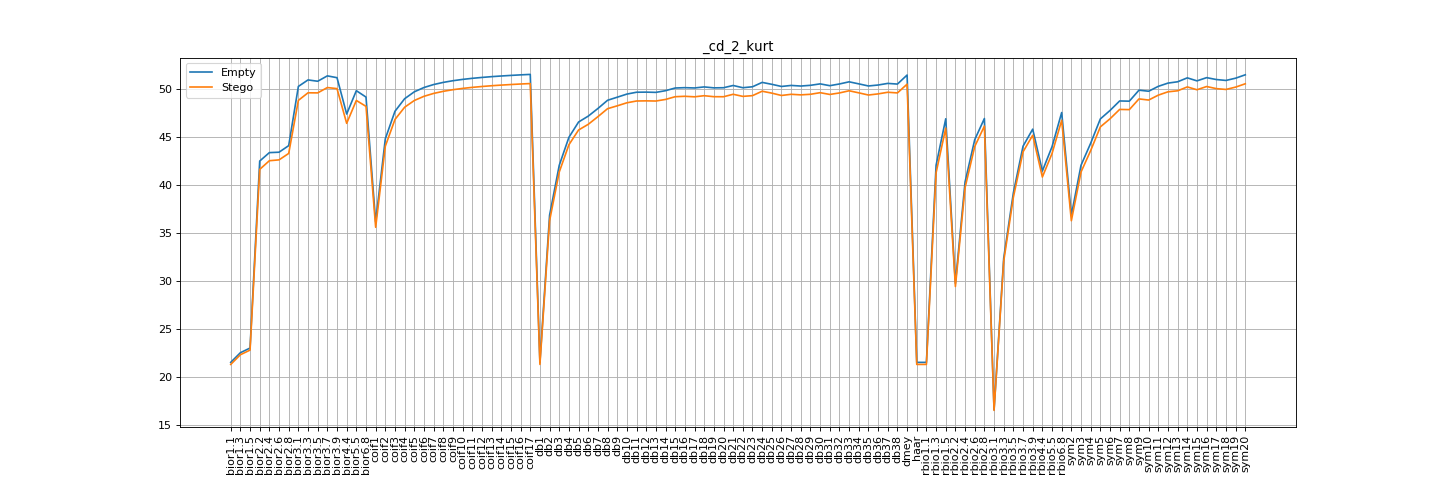 _cd_2_kurt
Empty
Stego
50
45
40
35
30
25
20
15
bior1.1
bior1.3
bior1.5
bior2.2
bior2.4
bior2.6
bior2.8
bior3.1
bior3.3
bior3.5
bior3.7
bior3.9
bior4.4
bior5.5
bior6.8
coif1
coif2
coif3
coif4
coif5
coif6
coif7
coif8
coif9
coif10
coif11
coif12
coif13
coif14
coif15
coif16
coif17
db1
db2
db3
db4
db5
db6
db7
db8
db9
db10
db11
db12
db13
db14
db15
db16
db17
db18
db19
db20
db21
db22
db23
db24
db25
db26
db27
db28
db29
db30
db31
db32
db33
db34
db35
db36
db37
db38
dmey
haar
rbio1.1
rbio1.3
rbio1.5
rbio2.2
rbio2.4
rbio2.6
rbio2.8
rbio3.1
rbio3.3
rbio3.5
rbio3.7
rbio3.9
rbio4.4
rbio5.5
rbio6.8
sym2
sym3
sym4
sym5
sym6
sym7
sym8
sym9
sym10
sym11
sym12
sym13
sym14
sym15
sym16
sym17
sym18
sym19
sym20